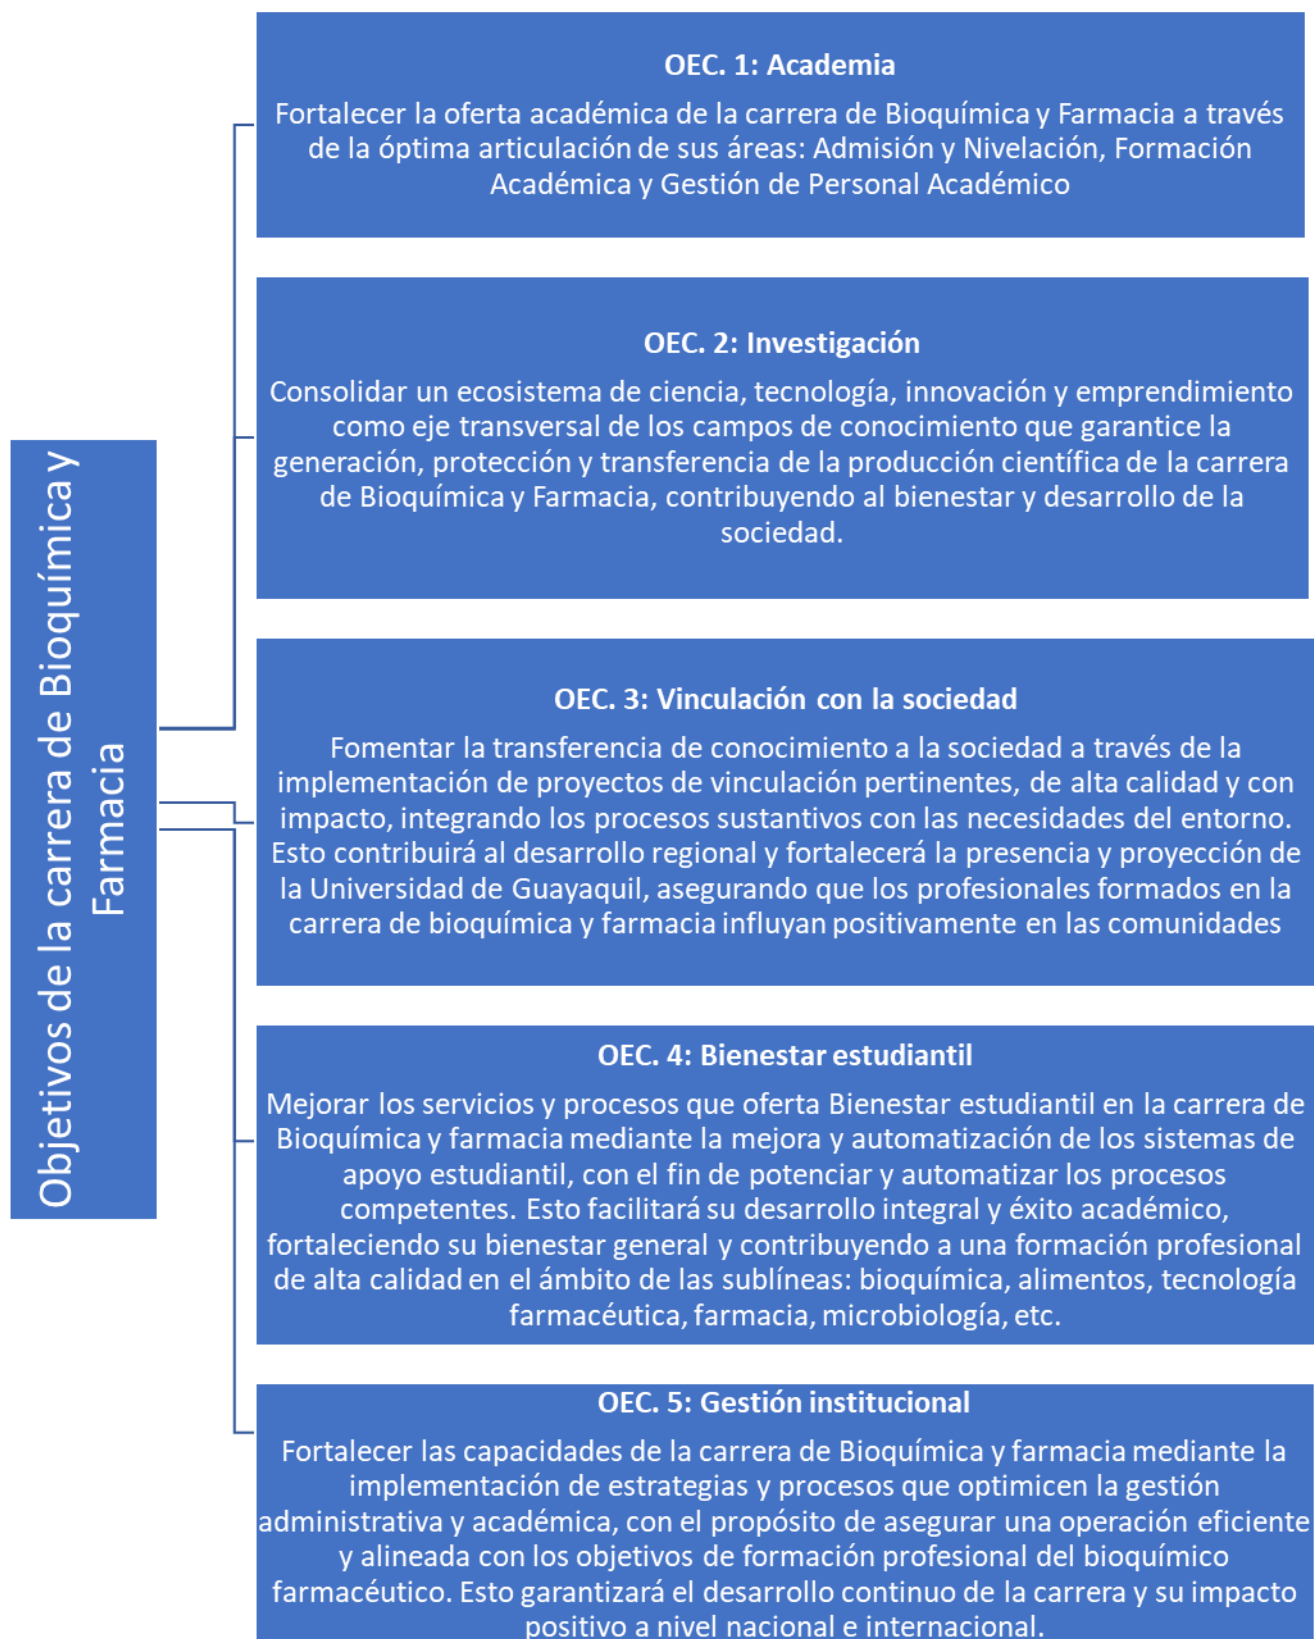 Objetivos de la carrera de Bioquímica y
Farmacia
OEC. 1: Academia
Fortalecer la oferta académica de la carrera de Bioquímica y Farmacia a través
de la óptima articulación de sus áreas: Admisión y Nivelación, Formación
Académica y Gestión de Personal Académico
OEC. 2: Investigación
Consolidar un ecosistema de ciencia, tecnología, innovación y emprendimiento
como eje transversal de los campos de conocimiento que garantice la
generación, protección y transferencia de la producción científica de la carrera
de Bioquímica y Farmacia, contribuyendo al bienestar y desarrollo de la
sociedad.
OEC. 3: Vinculación con la sociedad
Fomentar la transferencia de conocimiento a la sociedad a través de la
implementación de proyectos de vinculación pertinentes, de alta calidad y con
impacto, integrando los procesos sustantivos con las necesidades del entorno.
Esto contribuirá al desarrollo regional y fortalecerá la presencia y proyección de
la Universidad de Guayaquil, asegurando que los profesionales formados en la
carrera de bioquímica y farmacia influyan positivamente en las comunidades
OEC. 4: Bienestar estudiantil
Mejorar los servicios y procesos que oferta Bienestar estudiantil en la carrera de
Bioquímica y farmacia mediante la mejora y automatización de los sistemas de
apoyo estudiantil, con el fin de potenciar y automatizar los procesos
competentes. Esto facilitará su desarrollo integral y éxito académico,
fortaleciendo su bienestar general y contribuyendo a una formación profesional
de alta calidad en el ámbito de las sublíneas: bioquímica, alimentos, tecnología
farmacéutica, farmacia, microbiología, etc.
OEC. 5: Gestión institucional
Fortalecer las capacidades de la carrera de Bioquímica y farmacia mediante la
implementación de estrategias y procesos que optimicen la gestión
administrativa y académica, con el propósito de asegurar una operación eficiente
y alineada con los objetivos de formación profesional del bioquímico
farmacéutico. Esto garantizará el desarrollo continuo de la carrera y su impacto
positivo a nivel nacional e internacional.